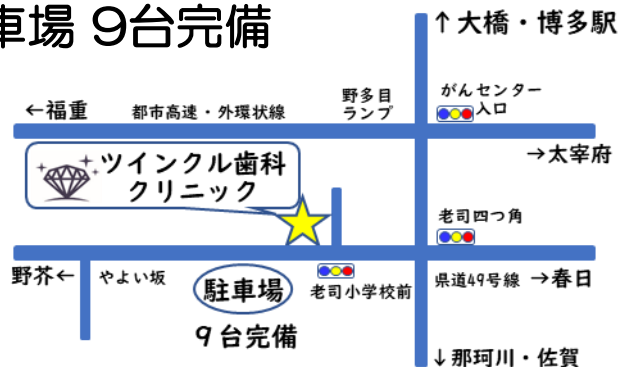 車場 9台完備
↑大橋・博多駅
がんセンター
入口
野多目
ランプ
←福重
都市高速・外環状線
→太宰府
ツインクル歯科
クリニック
老司四つ角
野芥←
やよい坂
駐車場
老司小学校前
県道49号線
→春日
9台完備
↓那珂川・佐賀